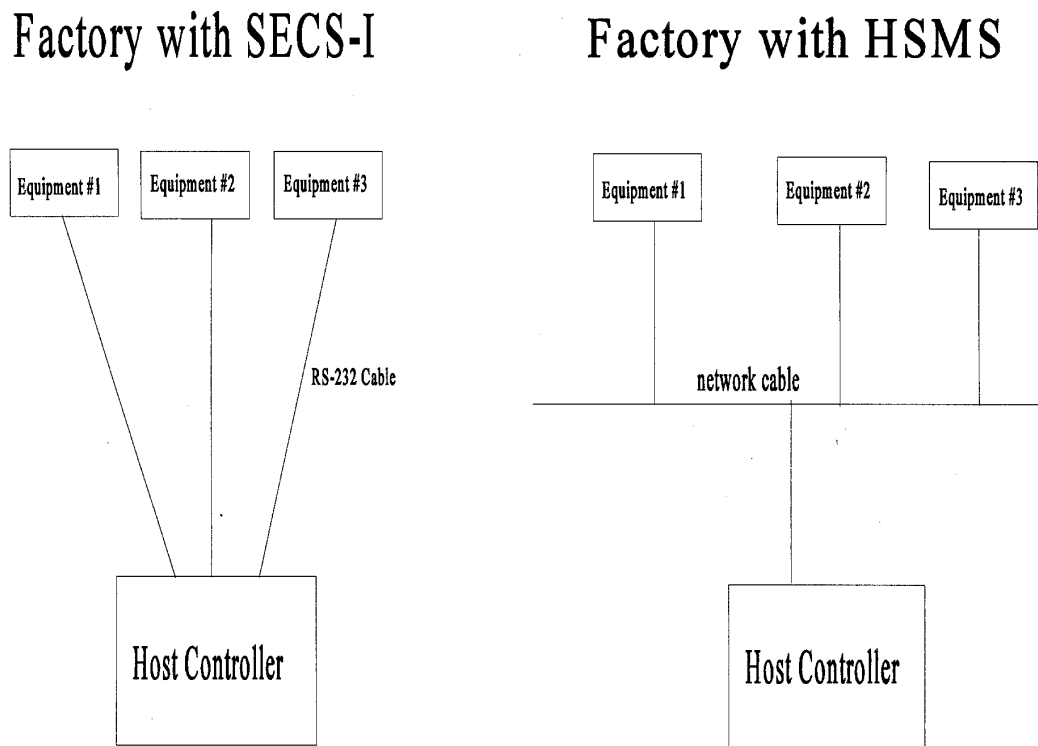 Factory with SECS-I
Equipment #1
Equipment #2
Equipment #3
RS-232 Cable
Host Controller
Factory with HSMS
Equipment #1
Equipment #2
Equipment #3
network cable
Host Controller